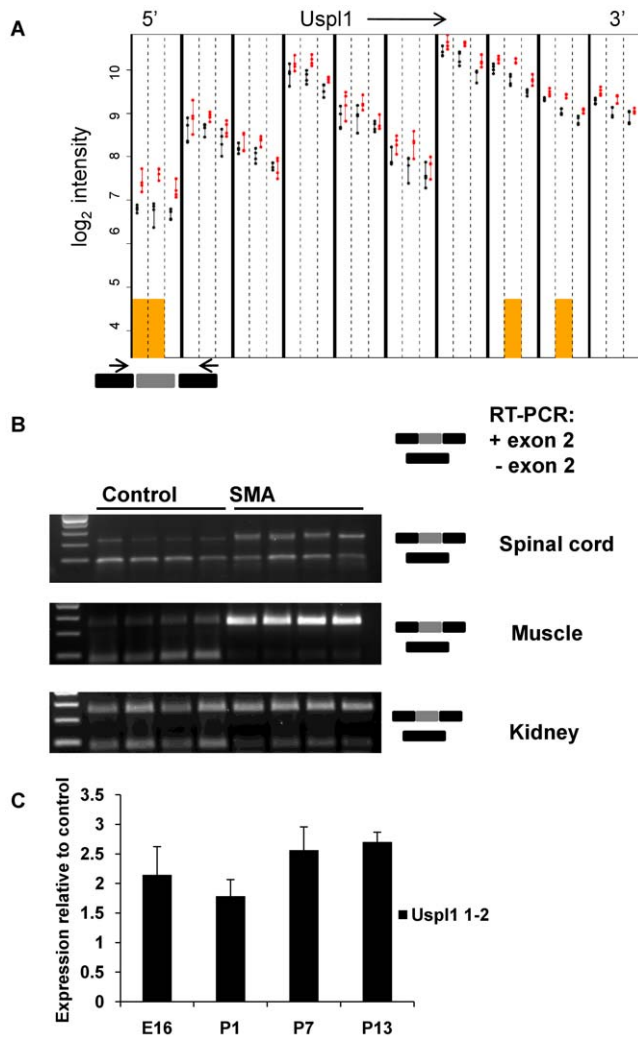 A
5’
Uspl1
3’
log2 intensity
10
9
8
7
6
5
4
B
RT-PCR:
+ exon 2
- exon 2
Control
SMA
Spinal cord
Muscle
Kidney
C
Expression relative to control
3.5
3
2.5
2
1.5
1
0.5
0
Uspl1 1-2
E16
P1
P7
P13